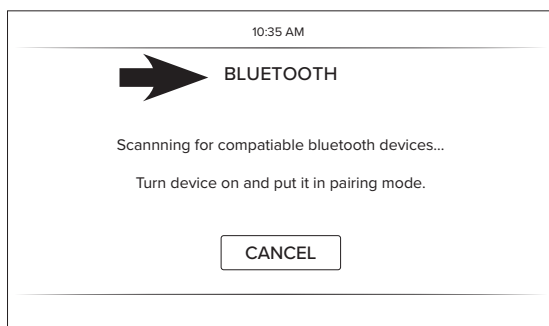 10:35 AM
BLUETOOTH
Scannning for compatiable bluetooth devices...
Turn device on and put it in pairing mode.
CANCEL